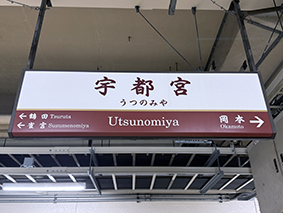 宇都宮
うつのみや
Utsunomiya
← 鶴田 Tsuruta
← 雀宮 Suzumenomiya
岡本 →
Okamoto